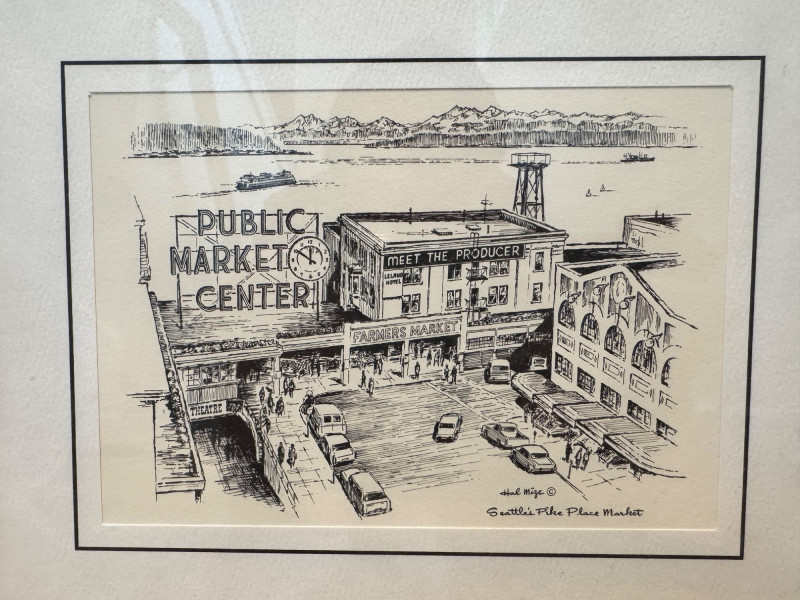 PUBLIC
MARKET
CENTER
MEET THE PRODUCER
LELAND
HOTEL
FARMERS MARKET
THEATRE
Hal Mize ©
Seattle's Pike Place Market